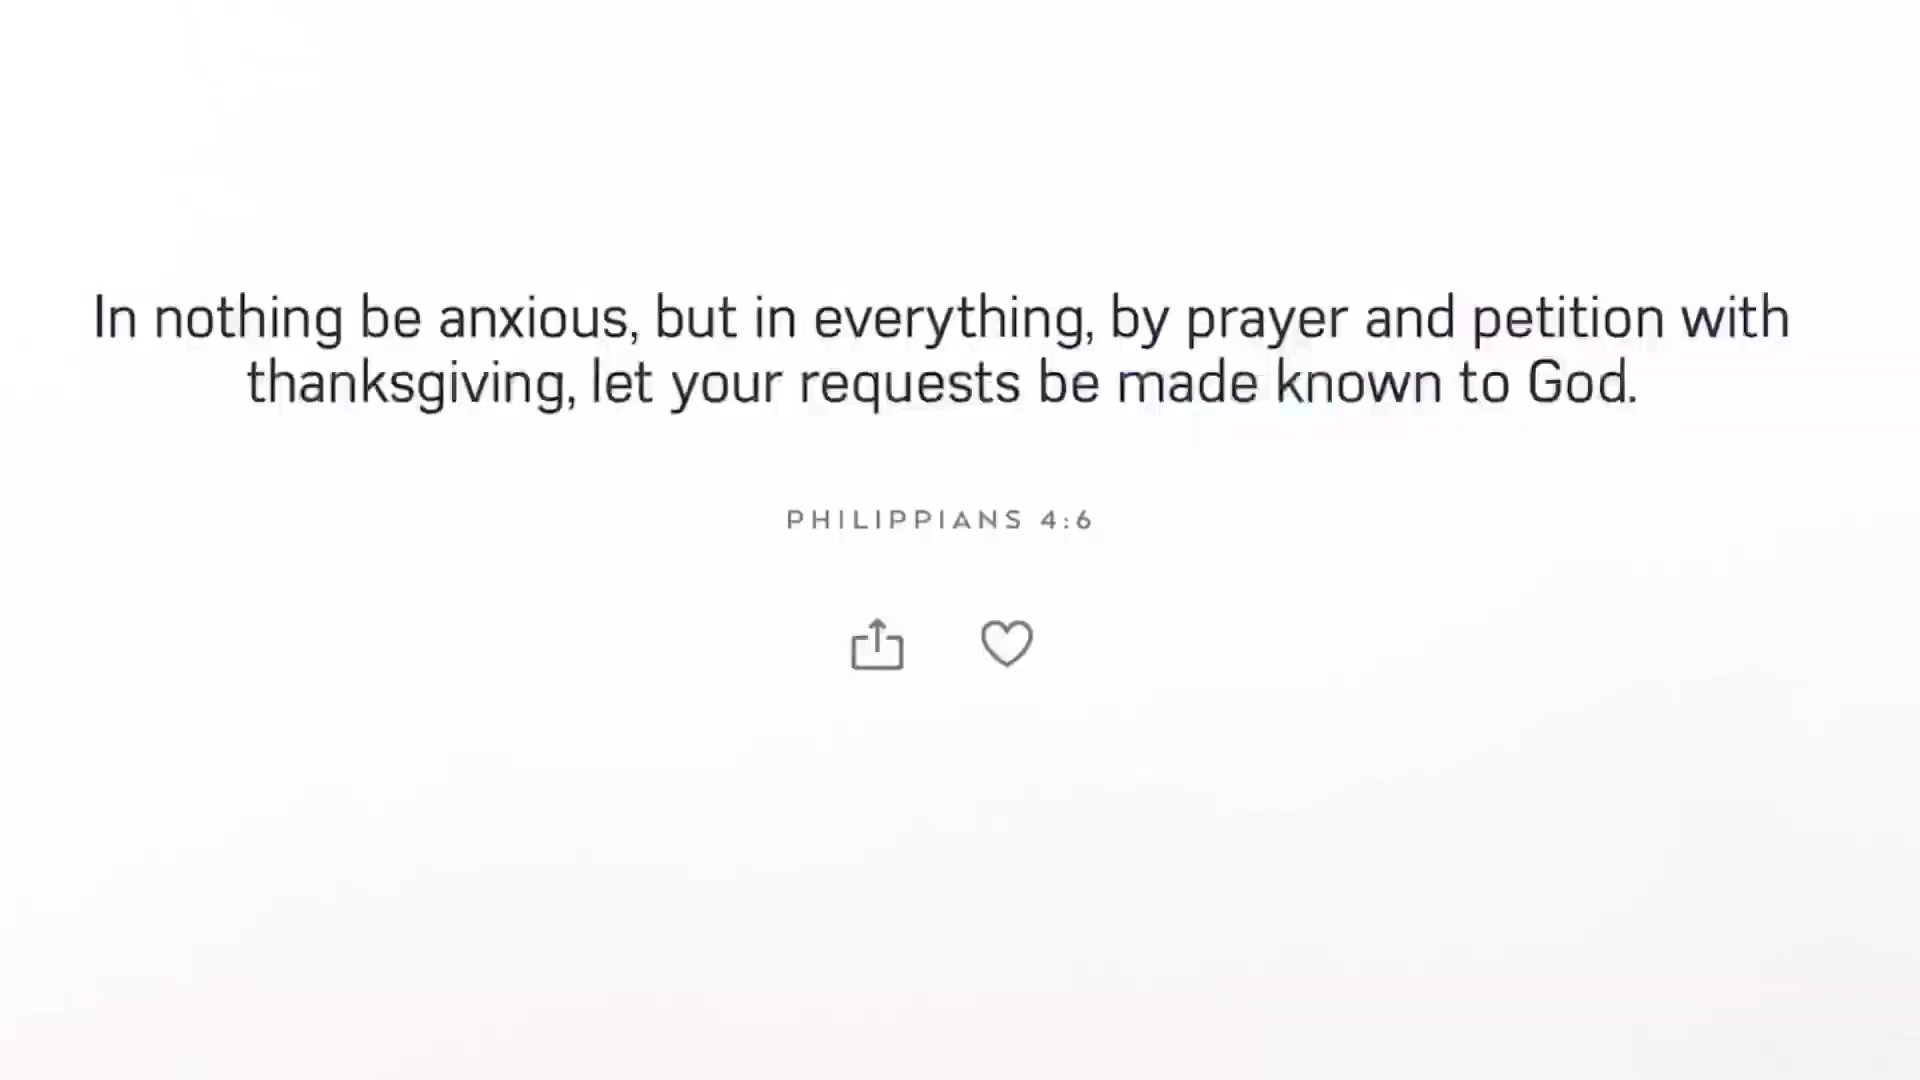 In nothing be anxious, but in everything, by prayer and petition with
thanksgiving, let your requests be made known to God.
PHILIPPIANS 4:6